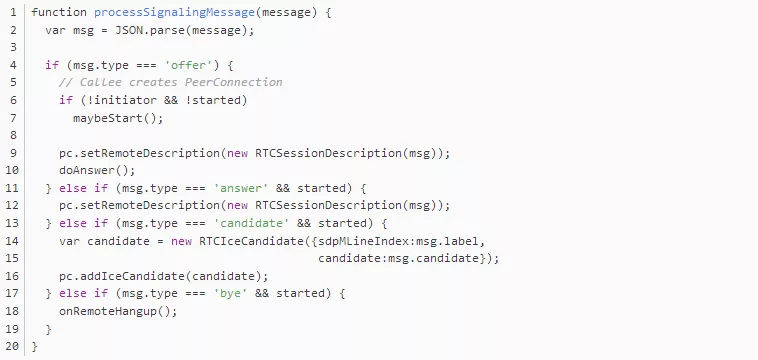 1 function processSignalingMessage(message) {
2   var msg = JSON.parse(message);
3
4   if (msg.type === 'offer') {
5     // Callee creates PeerConnection
6     if (!initiator && !started)
7       maybeStart();
8
9     pc.setRemoteDescription(new RTCSessionDescription(msg));
10     doAnswer();
11   } else if (msg.type === 'answer' && started) {
12     pc.setRemoteDescription(new RTCSessionDescription(msg));
13   } else if (msg.type === 'candidate' && started) {
14     var candidate = new RTCIceCandidate({sdpMLineIndex:msg.label,
15                                          candidate:msg.candidate});
16     pc.addIceCandidate(candidate);
17   } else if (msg.type === 'bye' && started) {
18     onRemoteHangup();
19   }
20 }